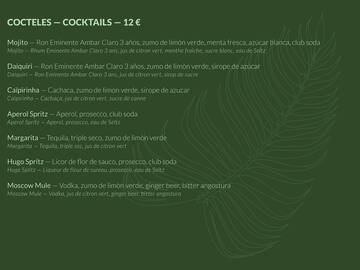 COCTELES — COCKTAILS — 12 €
Mojito — Ron Eminente Ambar Claro 3 años, zumo de limón verde, menta fresca, azúcar blanca, club soda
Mojito — Rhum Eminente Ambar Claro 3 ans, jus de citron vert, menthe fraîche, sucre blanc, eau de Seltz
Daiquiri — Ron Eminente Ambar Claro 3 años, zumo de limón verde, sirope de azúcar
Daiquiri — Ron Eminente Ambar Claro 3 ans, jus de citron vert, sirop de sucre
Caïpirinha — Cachaza, zumo de limón verde, sirope de azúcar
Caïpirinha — Cachaça, jus de citron vert, sucre de canne
Aperol Spritz — Aperol, prosecco, club soda
Aperol Spritz — Aperol, prosecco, eau de Seltz
Margarita — Tequila, triple seco, zumo de limón verde
Margarita — Tequila, triple sec, jus de citron vert
Hugo Spritz — Licor de flor de sauco, prosecco, club soda
Hugo Spritz — Liqueur de fleur de sureau, prosecco, eau de Seltz
Moscow Mule — Vodka, zumo de limón verde, ginger beer, bitter angostura
Moscow Mule — Vodka, jus de citron vert, ginger beer, bitter angostura